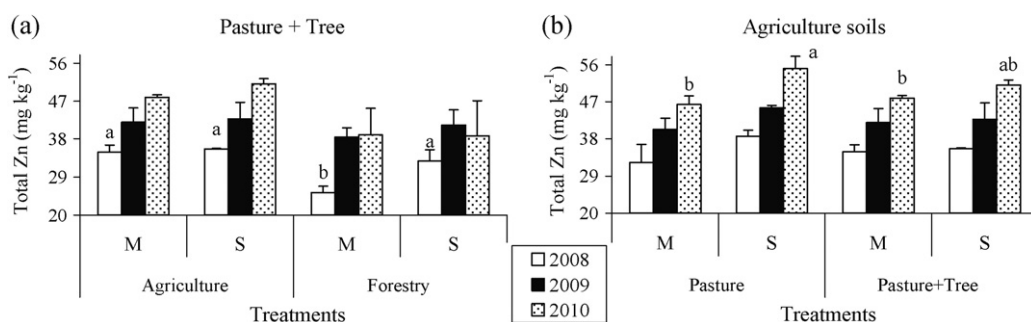 (a) Pasture + Tree
Total Zn (mg kg-1)
56
47
38
29
20
a a b a
M S M S
Agriculture Forestry
Treatments
2008
2009
2010
(b) Agriculture soils
Total Zn (mg kg-1)
56
47
38
29
20
b a b ab
M S M S
Pasture Pasture+Tree
Treatments